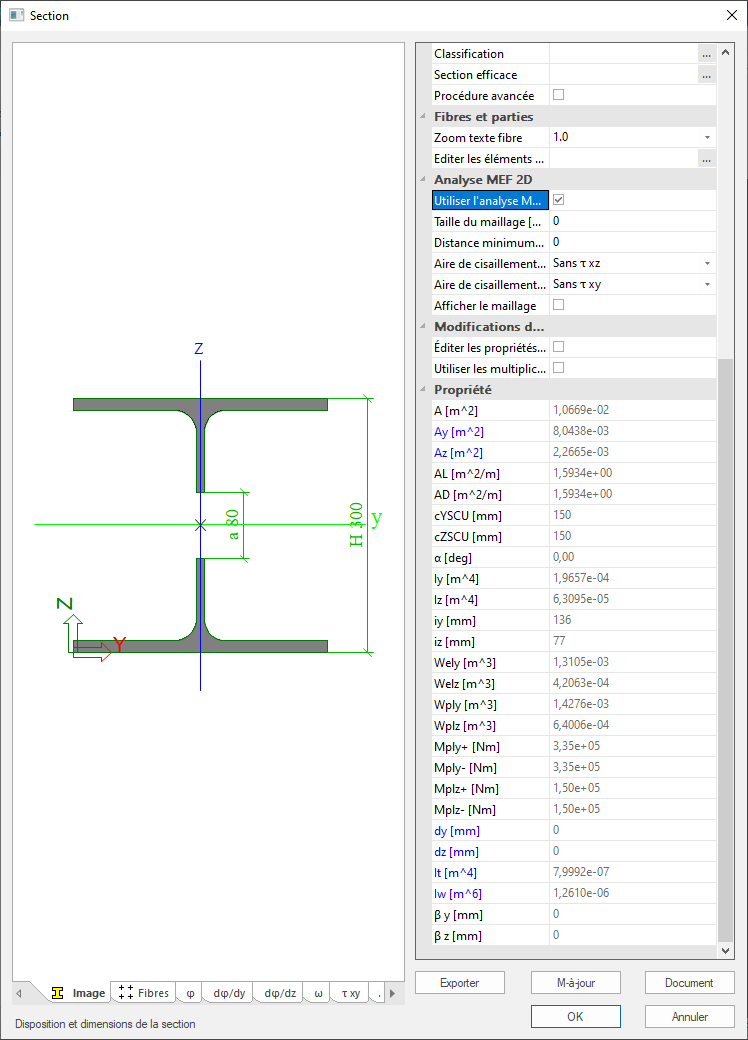 Section
Z
a 80
H 300
y
Z
Y
Image
Fibres
φ
dφ/dy
dφ/dz
ω
τ xy
.
Disposition et dimensions de la section
Classification ...
Section efficace ...
Procédure avancée
Fibres et parties
Zoom texte fibre 1.0
Editer les éléments ... ...
Analyse MEF 2D
Utiliser l'analyse M...
Taille du maillage [... 0
Distance minimum... 0
Aire de cisaillement... Sans τ xz
Aire de cisaillement... Sans τ xy
Afficher le maillage
Modifications d...
Éditer les propriétés...
Utiliser les multiplic...
Propriété
A [m^2] 1,0669e-02
Ay [m^2] 8,0438e-03
Az [m^2] 2,2665e-03
AL [m^2/m] 1,5934e+00
AD [m^2/m] 1,5934e+00
cYSCU [mm] 150
cZSCU [mm] 150
α [deg] 0,00
Iy [m^4] 1,9657e-04
Iz [m^4] 6,3095e-05
iy [mm] 136
iz [mm] 77
Wely [m^3] 1,3105e-03
Welz [m^3] 4,2063e-04
Wply [m^3] 1,4276e-03
Wplz [m^3] 6,4006e-04
Mply+ [Nm] 3,35e+05
Mply- [Nm] 3,35e+05
Mplz+ [Nm] 1,50e+05
Mplz- [Nm] 1,50e+05
dy [mm] 0
dz [mm] 0
It [m^4] 7,9992e-07
Iw [m^6] 1,2610e-06
β y [mm] 0
β z [mm] 0
Exporter
M-à-jour
Document
OK
Annuler